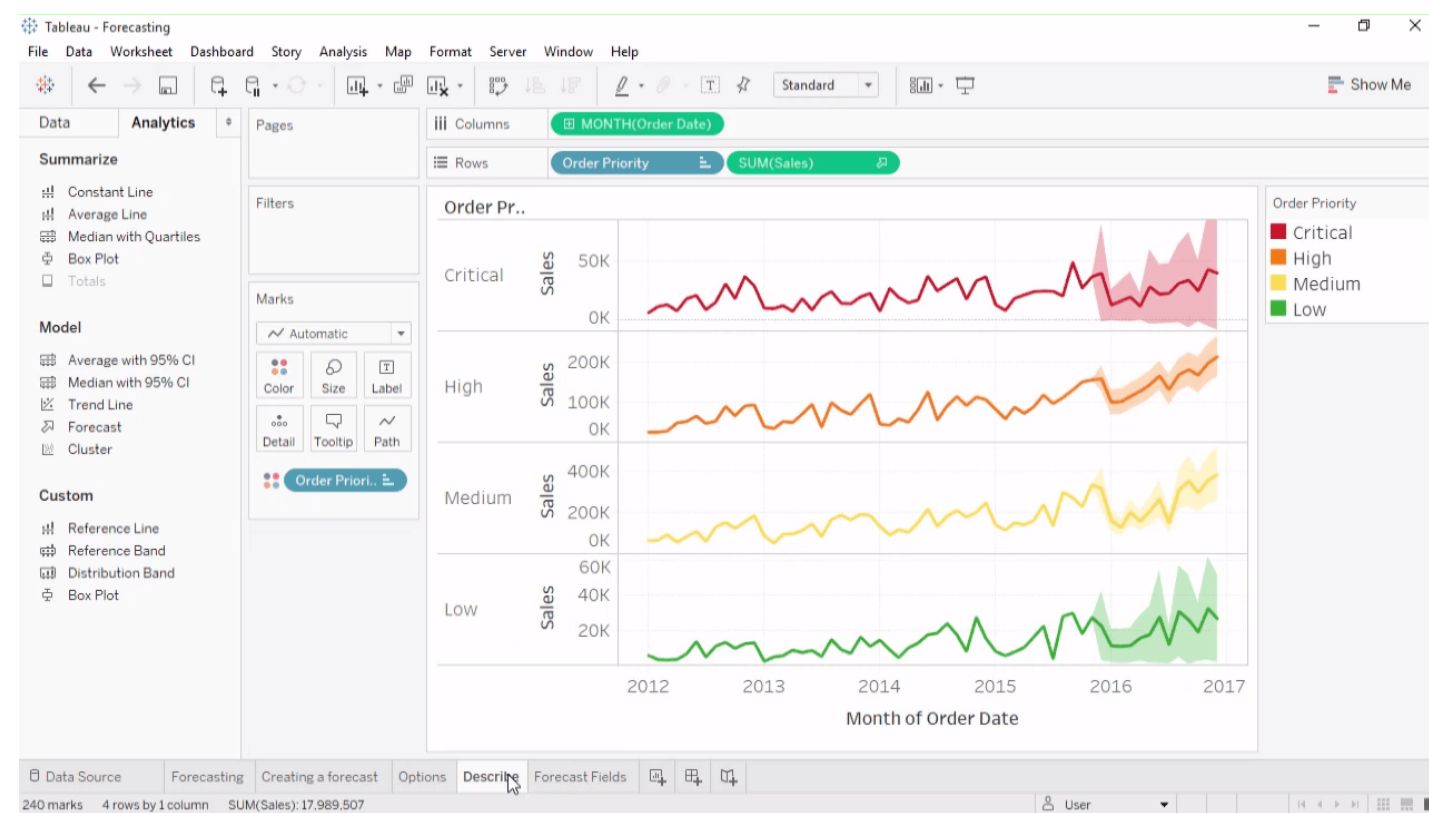 Tableau - Forecasting
File Data Worksheet Dashboard Story Analysis Map Format Server Window Help
Standard Show Me
Data Analytics
Pages
Columns MONTH(Order Date)
Rows Order Priority SUM(Sales)
Summarize
Constant Line
Average Line
Median with Quartiles
Box Plot
Totals
Model
Average with 95% CI
Median with 95% CI
Trend Line
Forecast
Cluster
Custom
Reference Line
Reference Band
Distribution Band
Box Plot
Filters
Marks
Automatic
Color Size Label
Detail Tooltip Path
Order Priori..
Order Pr..
Critical Sales 50K
0K
High Sales 200K
100K
0K
Medium Sales 400K
200K
0K
Low Sales 60K
40K
20K
2012 2013 2014 2015 2016 2017
Month of Order Date
Order Priority
Critical
High
Medium
Low
Data Source Forecasting Creating a forecast Options Describe Forecast Fields
240 marks 4 rows by 1 column SUM(Sales): 17,989,507 User